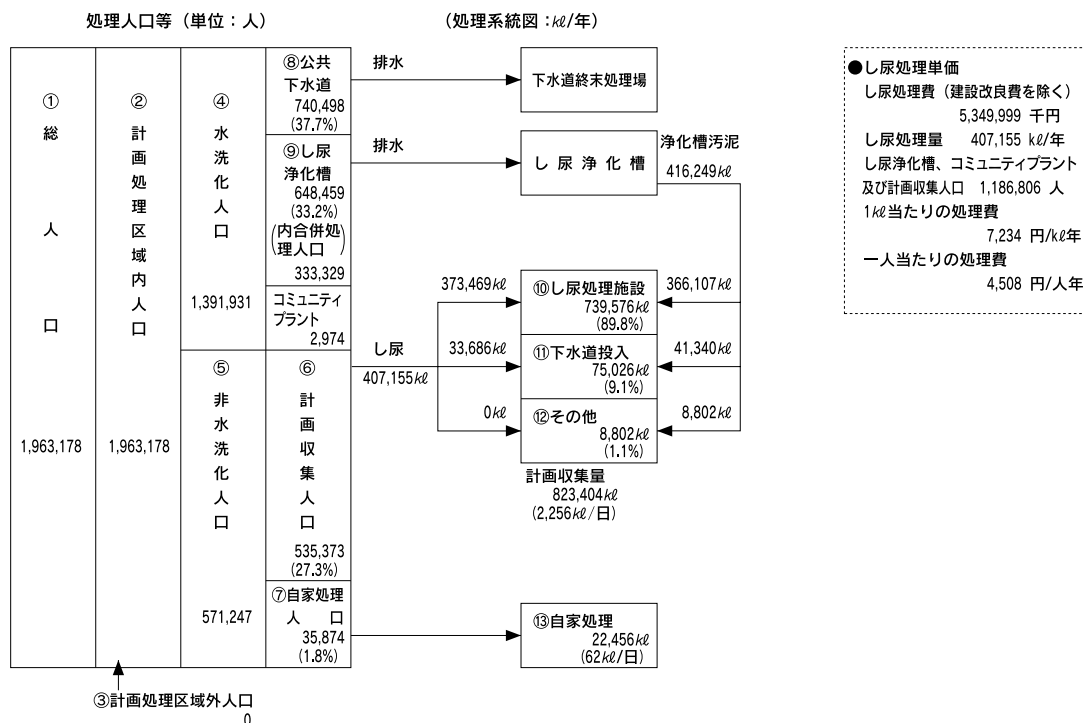 処理人口等（単位：人）
（処理系統図：kℓ/年）
①
総
人
口
1,963,178
②
計
画
処
理
区
域
内
人
口
1,963,178
④
水
洗
化
人
口
1,391,931
⑤
非
水
洗
化
人
口
571,247
⑧公共
下水道
740,498
(37.7%)
⑨し尿
浄化槽
648,459
(33.2%)
(内合併処
理人口)
333,329
コミュニティ
プラント
2,974
⑥
計
画
収
集
人
口
535,373
(27.3%)
⑦自家処理
人　口
35,874
(1.8%)
③計画処理区域外人口
0
排水
下水道終末処理場
排水
し尿浄化槽
浄化槽汚泥
416,249kℓ
し尿
407,155kℓ
373,469kℓ
⑩し尿処理施設
739,576kℓ
(89.8%)
366,107kℓ
33,686kℓ
⑪下水道投入
75,026kℓ
(9.1%)
41,340kℓ
0kℓ
⑫その他
8,802kℓ
(1.1%)
8,802kℓ
計画収集量
823,404kℓ
(2,256kℓ/日)
⑬自家処理
22,456kℓ
(62kℓ/日)
●し尿処理単価
し尿処理費（建設改良費を除く）
5,349,999 千円
し尿処理量　407,155 kℓ/年
し尿浄化槽、コミュニティプラント
及び計画収集人口　1,186,806 人
1kℓ当たりの処理費
7,234 円/kℓ年
一人当たりの処理費
4,508 円/人年